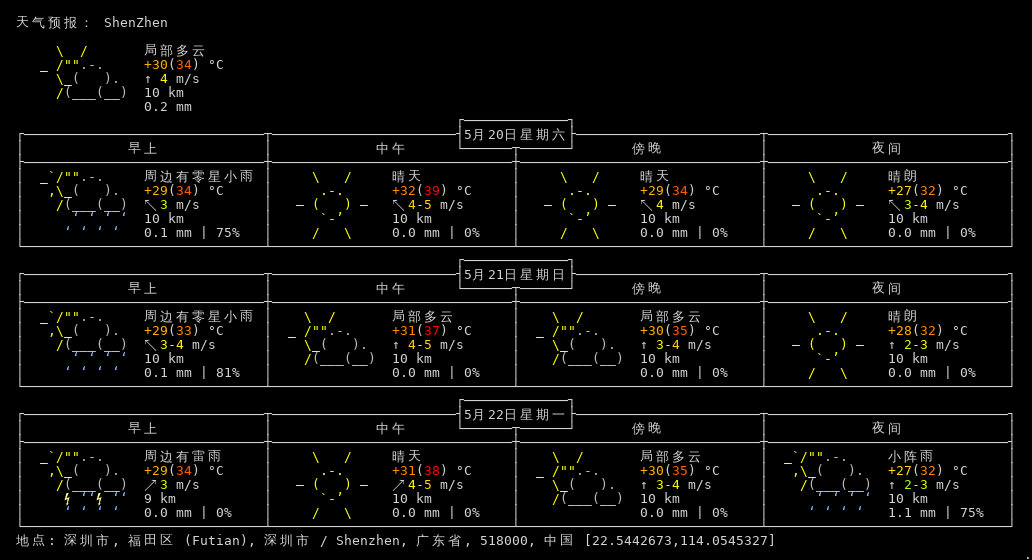 天气预报： ShenZhen
局部多云
+30(34) °C
↑ 4 m/s
10 km
0.2 mm
5月20日星期六
早上 中午 傍晚 夜间
周边有零星小雨 晴天 晴天 晴朗
+29(34) °C +32(39) °C +29(34) °C +27(32) °C
↖ 3 m/s ↖ 4-5 m/s ↖ 4 m/s ↖ 3-4 m/s
10 km 10 km 10 km 10 km
0.1 mm | 75% 0.0 mm | 0% 0.0 mm | 0% 0.0 mm | 0%
5月21日星期日
早上 中午 傍晚 夜间
周边有零星小雨 局部多云 局部多云 晴朗
+29(33) °C +31(37) °C +30(35) °C +28(32) °C
↖ 3-4 m/s ↑ 4-5 m/s ↑ 3-4 m/s ↑ 2-3 m/s
10 km 10 km 10 km 10 km
0.1 mm | 81% 0.0 mm | 0% 0.0 mm | 0% 0.0 mm | 0%
5月22日星期一
早上 中午 傍晚 夜间
周边有雷雨 晴天 局部多云 小阵雨
+29(34) °C +31(38) °C +30(35) °C +27(32) °C
↗ 3 m/s ↗ 4-5 m/s ↑ 3-4 m/s ↑ 2-3 m/s
9 km 10 km 10 km 10 km
0.0 mm | 0% 0.0 mm | 0% 0.0 mm | 0% 1.1 mm | 75%
地点: 深圳市, 福田区 (Futian), 深圳市 / Shenzhen, 广东省, 518000, 中国 [22.5442673,114.0545327]